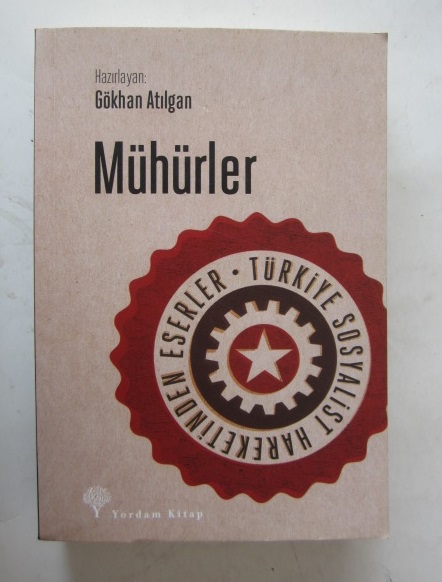 Hazırlayan:
Gökhan Atılgan
Mühürler
TÜRKİYE SOSYALİST HAREKETİNDEN ESERLER •
Yordam Kitap